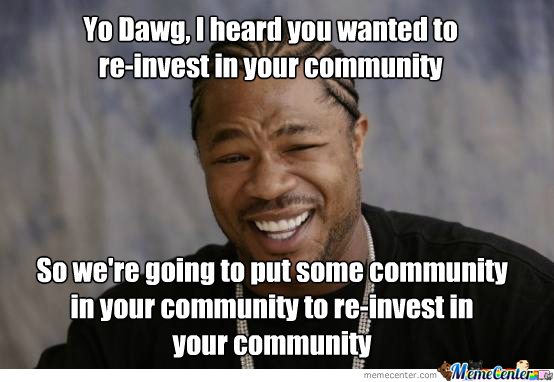 Yo Dawg, I heard you wanted to
re-invest in your community
So we're going to put some community
in your community to re-invest in
your community
memecenter.com MemeCenter